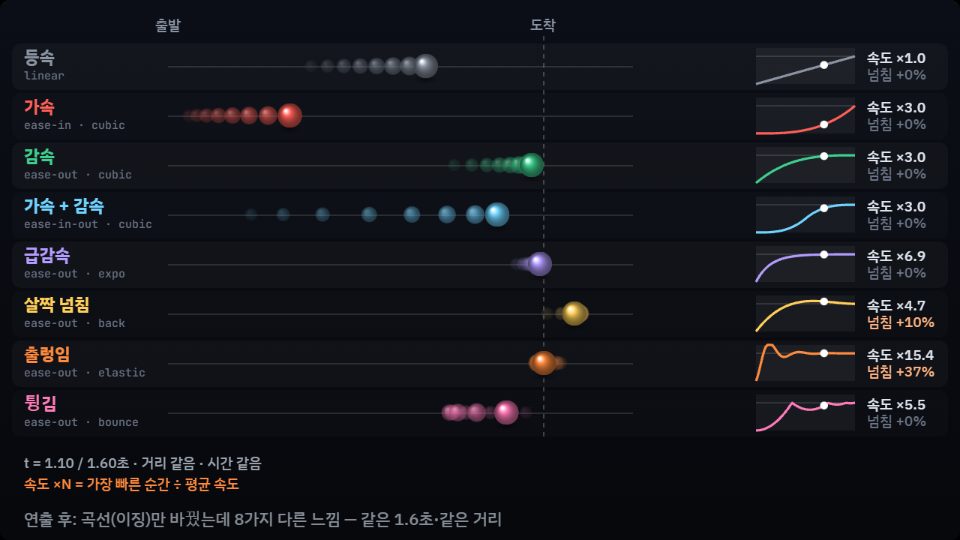 출발
도착
등속
linear
속도 ×1.0
넘침 +0%
가속
ease-in · cubic
속도 ×3.0
넘침 +0%
감속
ease-out · cubic
속도 ×3.0
넘침 +0%
가속 + 감속
ease-in-out · cubic
속도 ×3.0
넘침 +0%
급감속
ease-out · expo
속도 ×6.9
넘침 +0%
살짝 넘침
ease-out · back
속도 ×4.7
넘침 +10%
출렁임
ease-out · elastic
속도 ×15.4
넘침 +37%
튕김
ease-out · bounce
속도 ×5.5
넘침 +0%
t = 1.10 / 1.60초 · 거리 같음 · 시간 같음
속도 ×N = 가장 빠른 순간 ÷ 평균 속도
연출 후: 곡선(이징)만 바꿨는데 8가지 다른 느낌 — 같은 1.6초·같은 거리